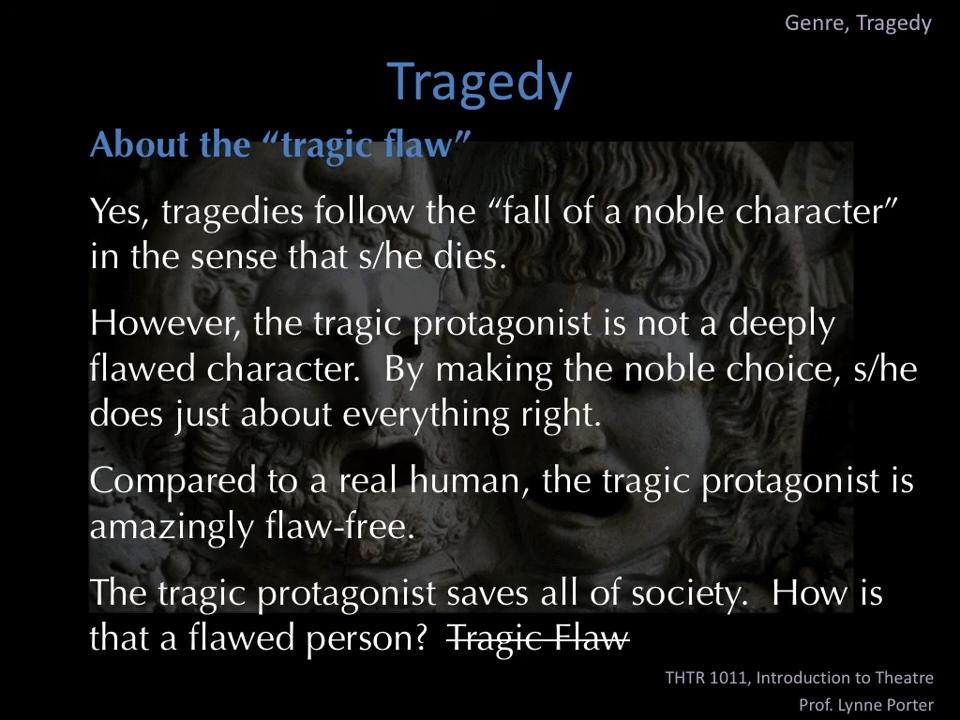 Genre, Tragedy
Tragedy
About the “tragic flaw”
Yes, tragedies follow the “fall of a noble character”
in the sense that s/he dies.
However, the tragic protagonist is not a deeply
flawed character.  By making the noble choice, s/he
does just about everything right.
Compared to a real human, the tragic protagonist is
amazingly flaw-free.
The tragic protagonist saves all of society.  How is
that a flawed person?  Tragic Flaw
THTR 1011, Introduction to Theatre
Prof. Lynne Porter